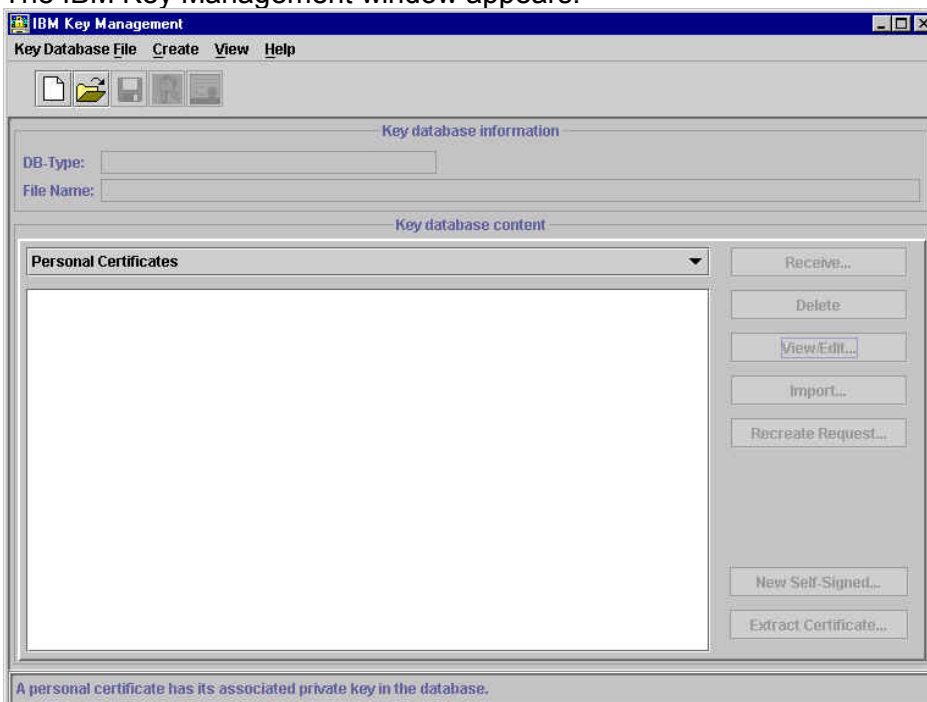 The IBM Key Management window appears.
IBM Key Management
Key Database File Create View Help
Key database information
DB-Type:
File Name:
Key database content
Personal Certificates
Receive...
Delete
View/Edit...
Import...
Recreate Request...
New Self-Signed...
Extract Certificate...
A personal certificate has its associated private key in the database.